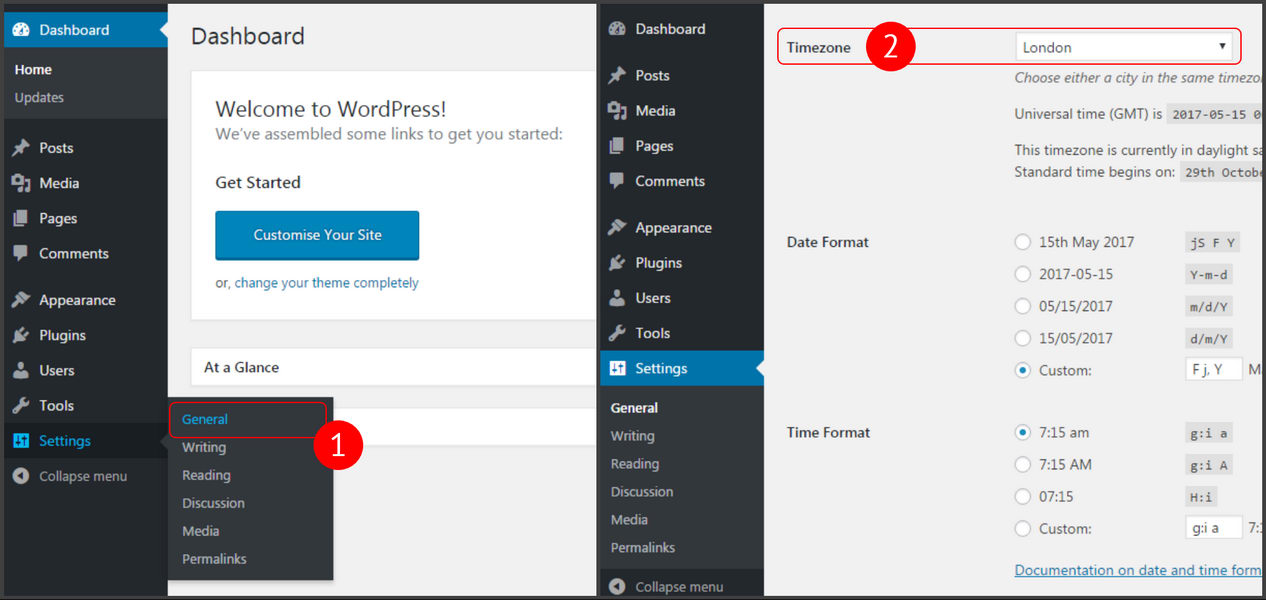 Dashboard
Home
Updates
Posts
Media
Pages
Comments
Appearance
Plugins
Users
Tools
Settings
Collapse menu
Dashboard
Welcome to WordPress!
We've assembled some links to get you started:
Get Started
Customise Your Site
or, change your theme completely
At a Glance
General
1
Writing
Reading
Discussion
Media
Permalinks
Dashboard
Posts
Media
Pages
Comments
Appearance
Plugins
Users
Tools
Settings
General
Writing
Reading
Discussion
Media
Permalinks
Collapse menu
Timezone 2 London
Choose either a city in the same
Universal time (GMT) is 2017-05-15
This timezone is currently in daylight
Standard time begins on: 29th
Date Format
15th May 2017 jS F Y
2017-05-15 Y-m-d
05/15/2017 m/d/Y
15/05/2017 d/m/Y
Custom: F j, Y
Time Format
7:15 am g:i a
7:15 AM g:i A
07:15 H:i
Custom: g:i a
Documentation on date and time